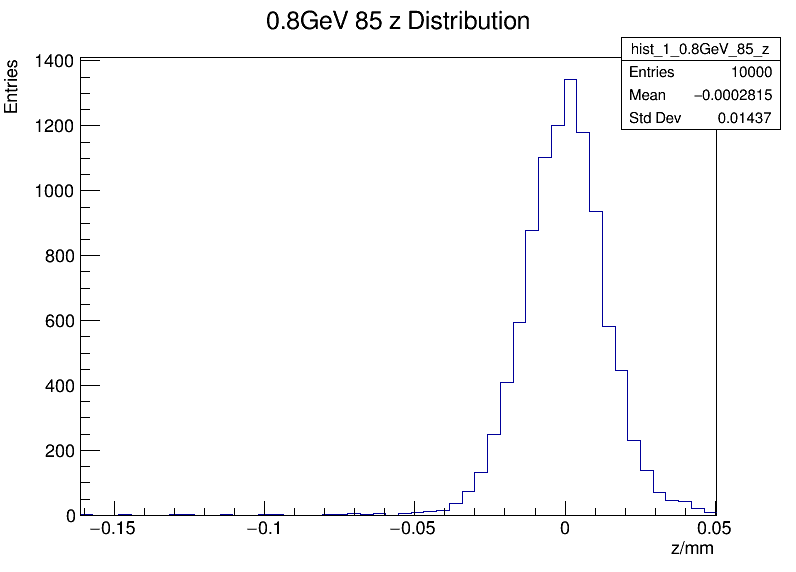 0.8GeV 85 z Distribution
hist_1_0.8GeV_85_z
Entries 10000
Mean −0.0002815
Std Dev 0.01437
Entries
1400
1200
1000
800
600
400
200
0
−0.15 −0.1 −0.05 0 0.05
z/mm